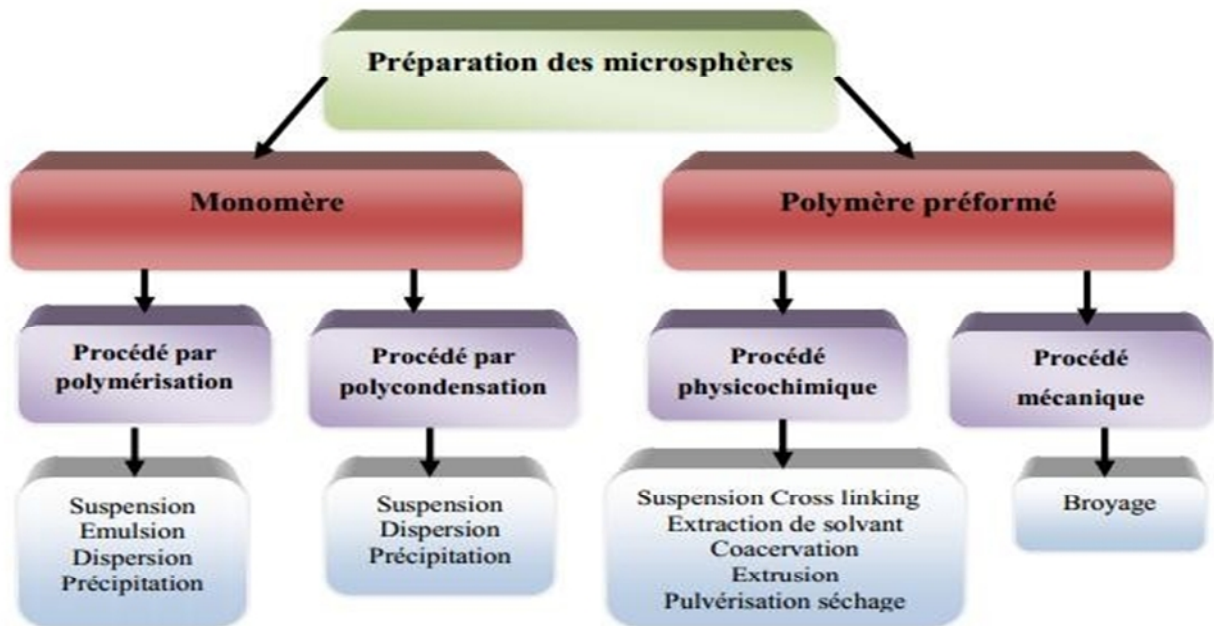 Préparation des microsphères
Monomère
Polymère préformé
Procédé par
polymérisation
Procédé par
polycondensation
Procédé
physicochimique
Procédé
mécanique
Suspension
Emulsion
Dispersion
Précipitation
Suspension
Dispersion
Précipitation
Suspension Cross linking
Extraction de solvant
Coacervation
Extrusion
Pulvérisation séchage
Broyage